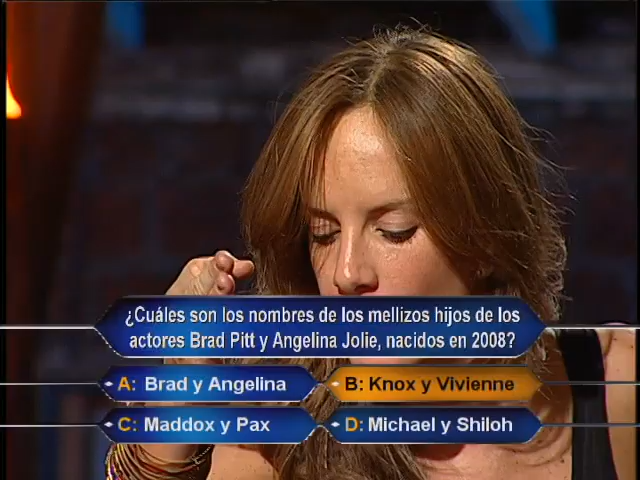 ¿Cuáles son los nombres de los mellizos hijos de los
actores Brad Pitt y Angelina Jolie, nacidos en 2008?
A: Brad y Angelina
B: Knox y Vivienne
C: Maddox y Pax
D: Michael y Shiloh